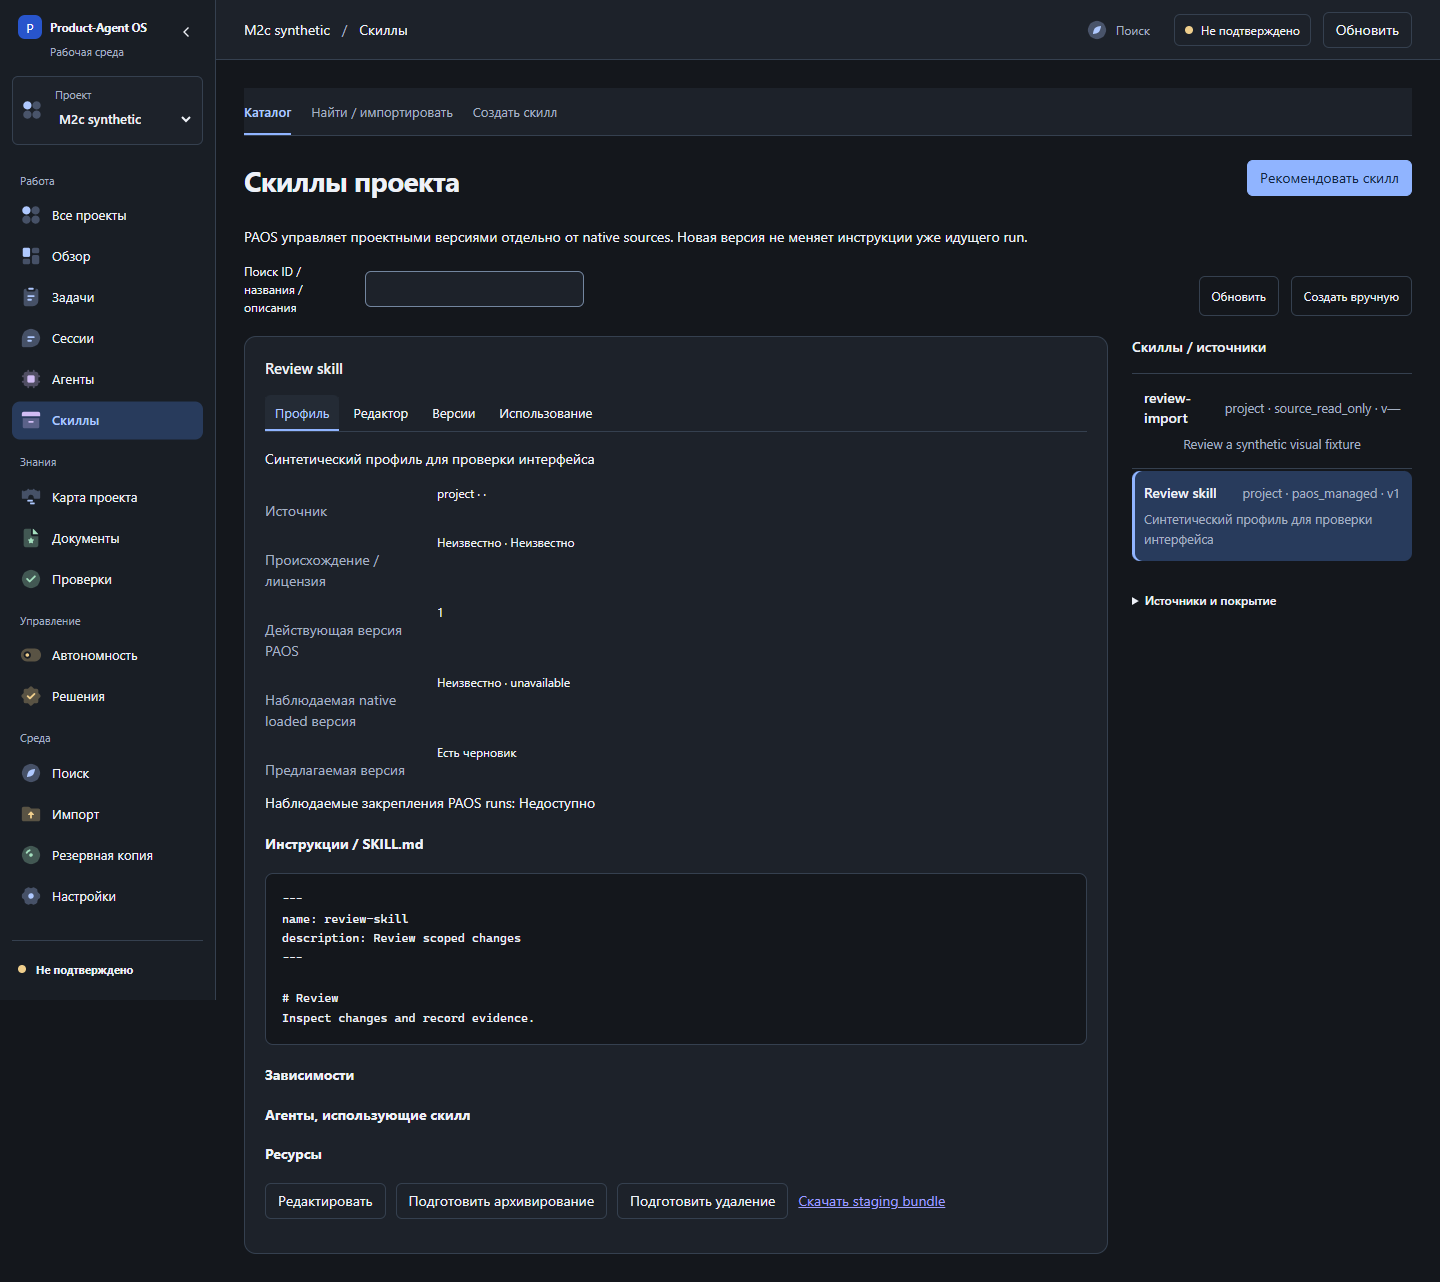 P
Product-Agent OS
Рабочая среда
Проект
M2c synthetic
Работа
Все проекты
Обзор
Задачи
Сессии
Агенты
Скиллы
Знания
Карта проекта
Документы
Проверки
Управление
Автономность
Решения
Среда
Поиск
Импорт
Резервная копия
Настройки
Не подтверждено
M2c synthetic / Скиллы
Поиск
Не подтверждено
Обновить
Каталог
Найти / импортировать
Создать скилл
Скиллы проекта
Рекомендовать скилл
PAOS управляет проектными версиями отдельно от native sources. Новая версия не меняет инструкции уже идущего run.
Поиск ID /
названия /
описания
Обновить
Создать вручную
Review skill
Профиль
Редактор
Версии
Использование
Синтетический профиль для проверки интерфейса
Источник
project · ·
Происхождение /
лицензия
Неизвестно · Неизвестно
Действующая версия
PAOS
1
Наблюдаемая native
loaded версия
Неизвестно · unavailable
Предлагаемая версия
Есть черновик
Наблюдаемые закрепления PAOS runs: Недоступно
Инструкции / SKILL.md
---
name: review-skill
description: Review scoped changes
---
# Review
Inspect changes and record evidence.
Зависимости
Агенты, использующие скилл
Ресурсы
Редактировать
Подготовить архивирование
Подготовить удаление
Скачать staging bundle
Скиллы / источники
review-
import
project · source_read_only · v—
Review a synthetic visual fixture
Review skill
project · paos_managed · v1
Синтетический профиль для проверки
интерфейса
Источники и покрытие